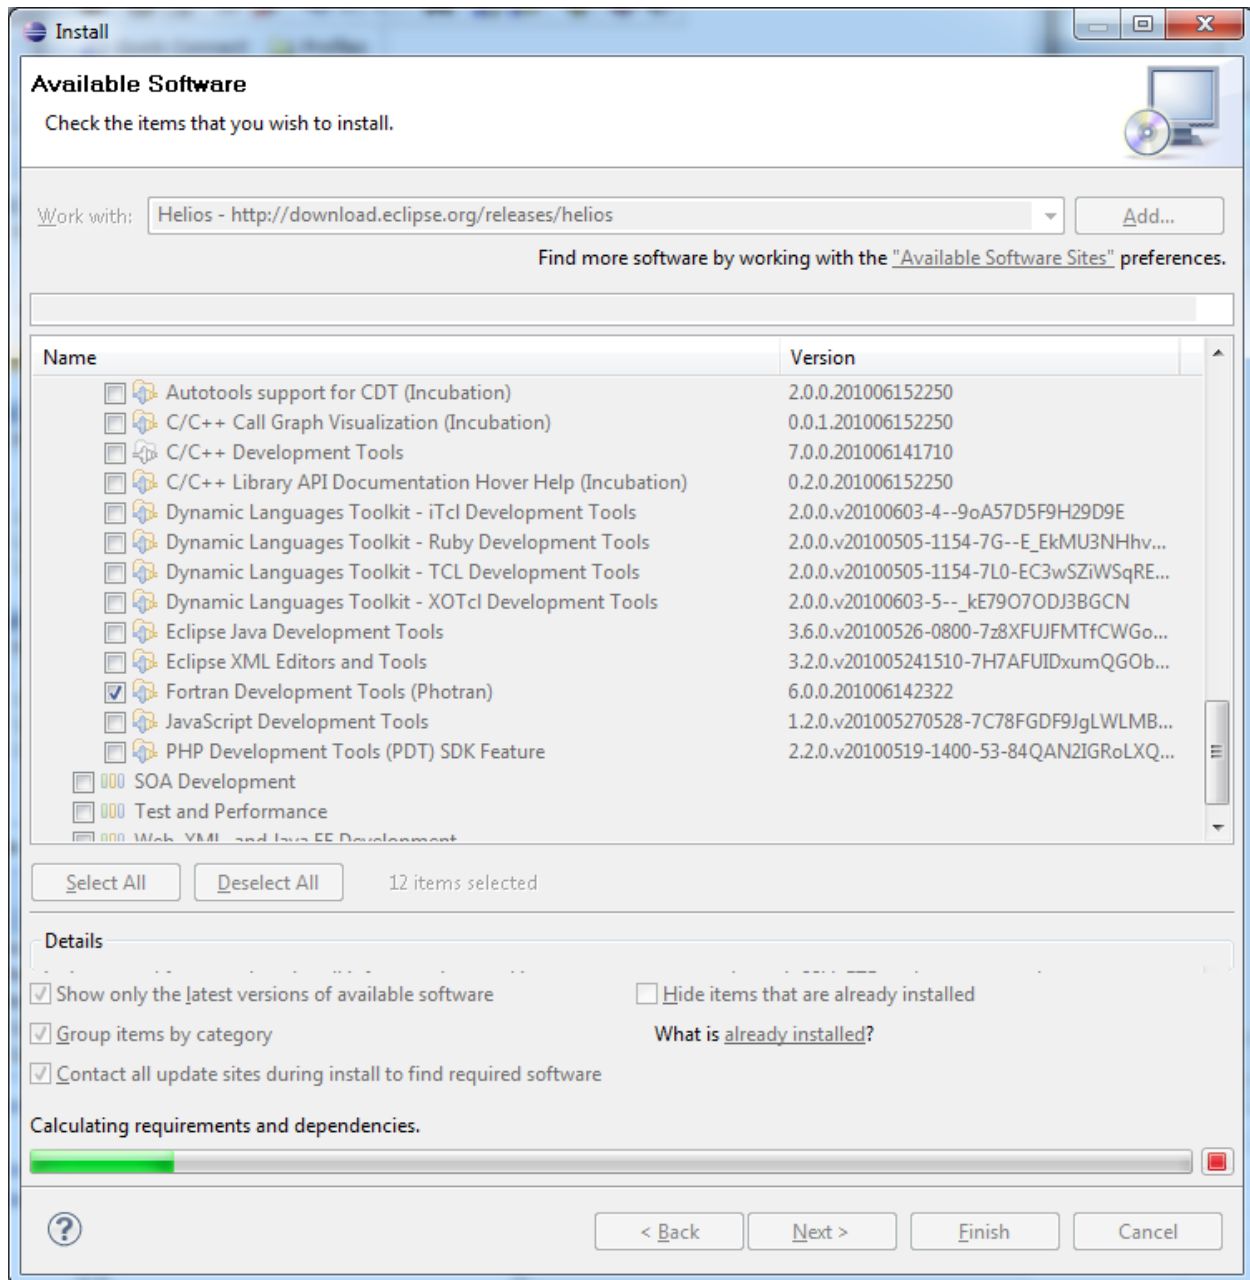 Install
Available Software
Check the items that you wish to install.
Work with: Helios - http://download.eclipse.org/releases/helios Add...
Find more software by working with the "Available Software Sites" preferences.
Name Version
Autotools support for CDT (Incubation) 2.0.0.201006152250
C/C++ Call Graph Visualization (Incubation) 0.0.1.201006152250
C/C++ Development Tools 7.0.0.201006141710
C/C++ Library API Documentation Hover Help (Incubation) 0.2.0.201006152250
Dynamic Languages Toolkit - iTcl Development Tools 2.0.0.v20100603-4--9oA57D5F9H29D9E
Dynamic Languages Toolkit - Ruby Development Tools 2.0.0.v20100505-1154-7G--E_EkMU3NHhv...
Dynamic Languages Toolkit - TCL Development Tools 2.0.0.v20100505-1154-7L0-EC3wSZiWSqRE...
Dynamic Languages Toolkit - XOTcl Development Tools 2.0.0.v20100603-5--_kE79O7ODJ3BGCN
Eclipse Java Development Tools 3.6.0.v20100526-0800-7z8XFUJFMTfCWGo...
Eclipse XML Editors and Tools 3.2.0.v201005241510-7H7AFUIDxumQGOb...
Fortran Development Tools (Photran) 6.0.0.201006142322
JavaScript Development Tools 1.2.0.v201005270528-7C78FGDF9JgLWLMB...
PHP Development Tools (PDT) SDK Feature 2.2.0.v20100519-1400-53-84QAN2IGRoLXQ...
SOA Development
Test and Performance
Web, XML, and Java EE Development
Select All Deselect All 12 items selected
Details
Show only the latest versions of available software Hide items that are already installed
Group items by category What is already installed?
Contact all update sites during install to find required software
Calculating requirements and dependencies.
< Back Next > Finish Cancel